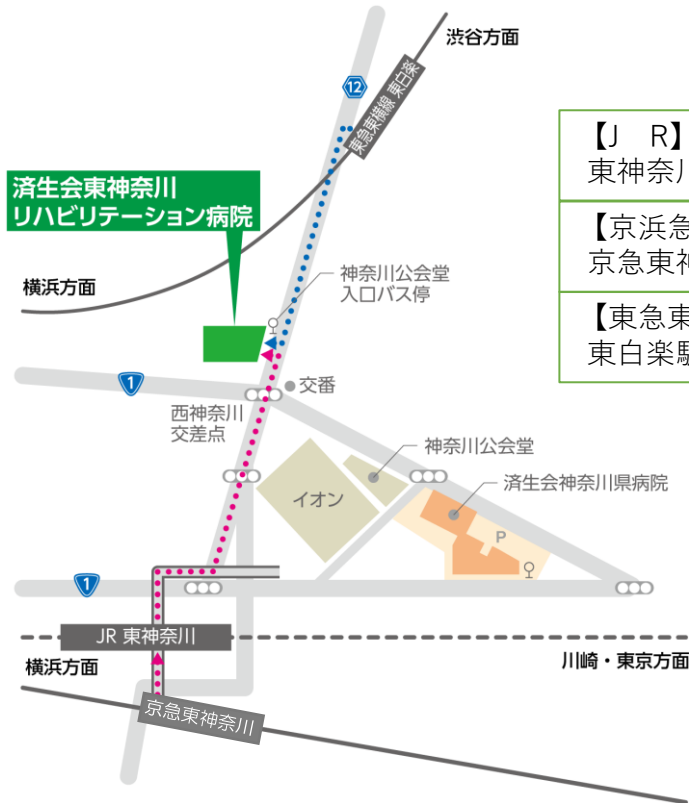 渋谷方面
12
東急東横線 東白楽
【J　R】
東神奈川
済生会東神奈川
リハビリテーション病院
【京浜急
京急東神
横浜方面
神奈川公会堂
入口バス停
【東急東
東白楽駅
1
交番
西神奈川
交差点
神奈川公会堂
済生会神奈川県病院
イオン
P
1
JR 東神奈川
横浜方面
川崎・東京方面
京急東神奈川